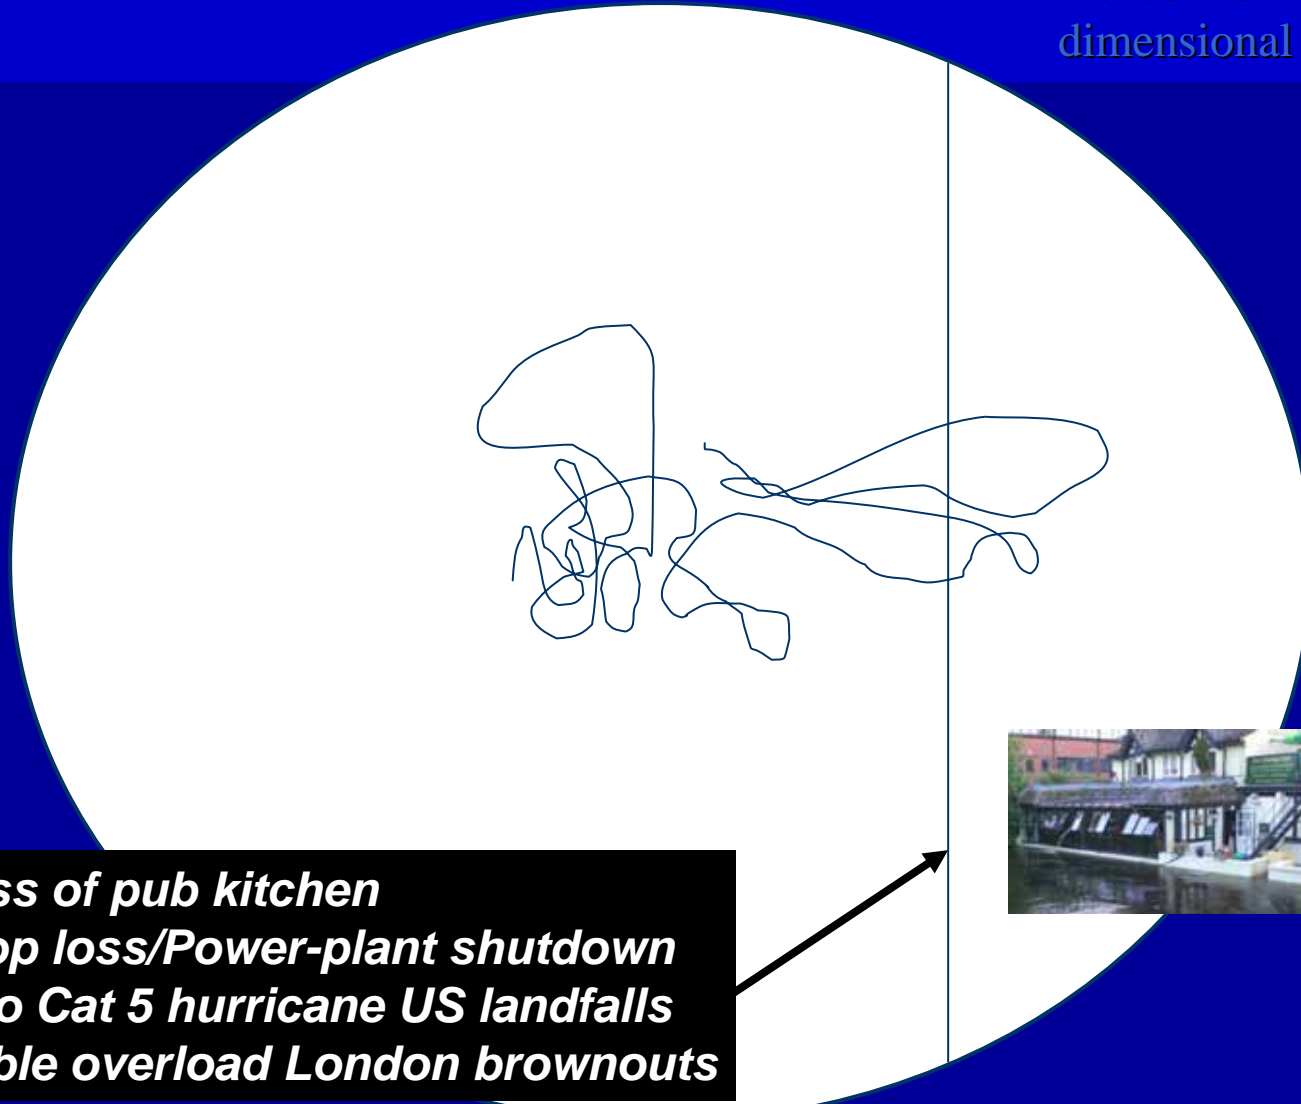 dimensional
ss of pub kitchen
op loss/Power-plant shutdown
o Cat 5 hurricane US landfalls
ble overload London brownouts